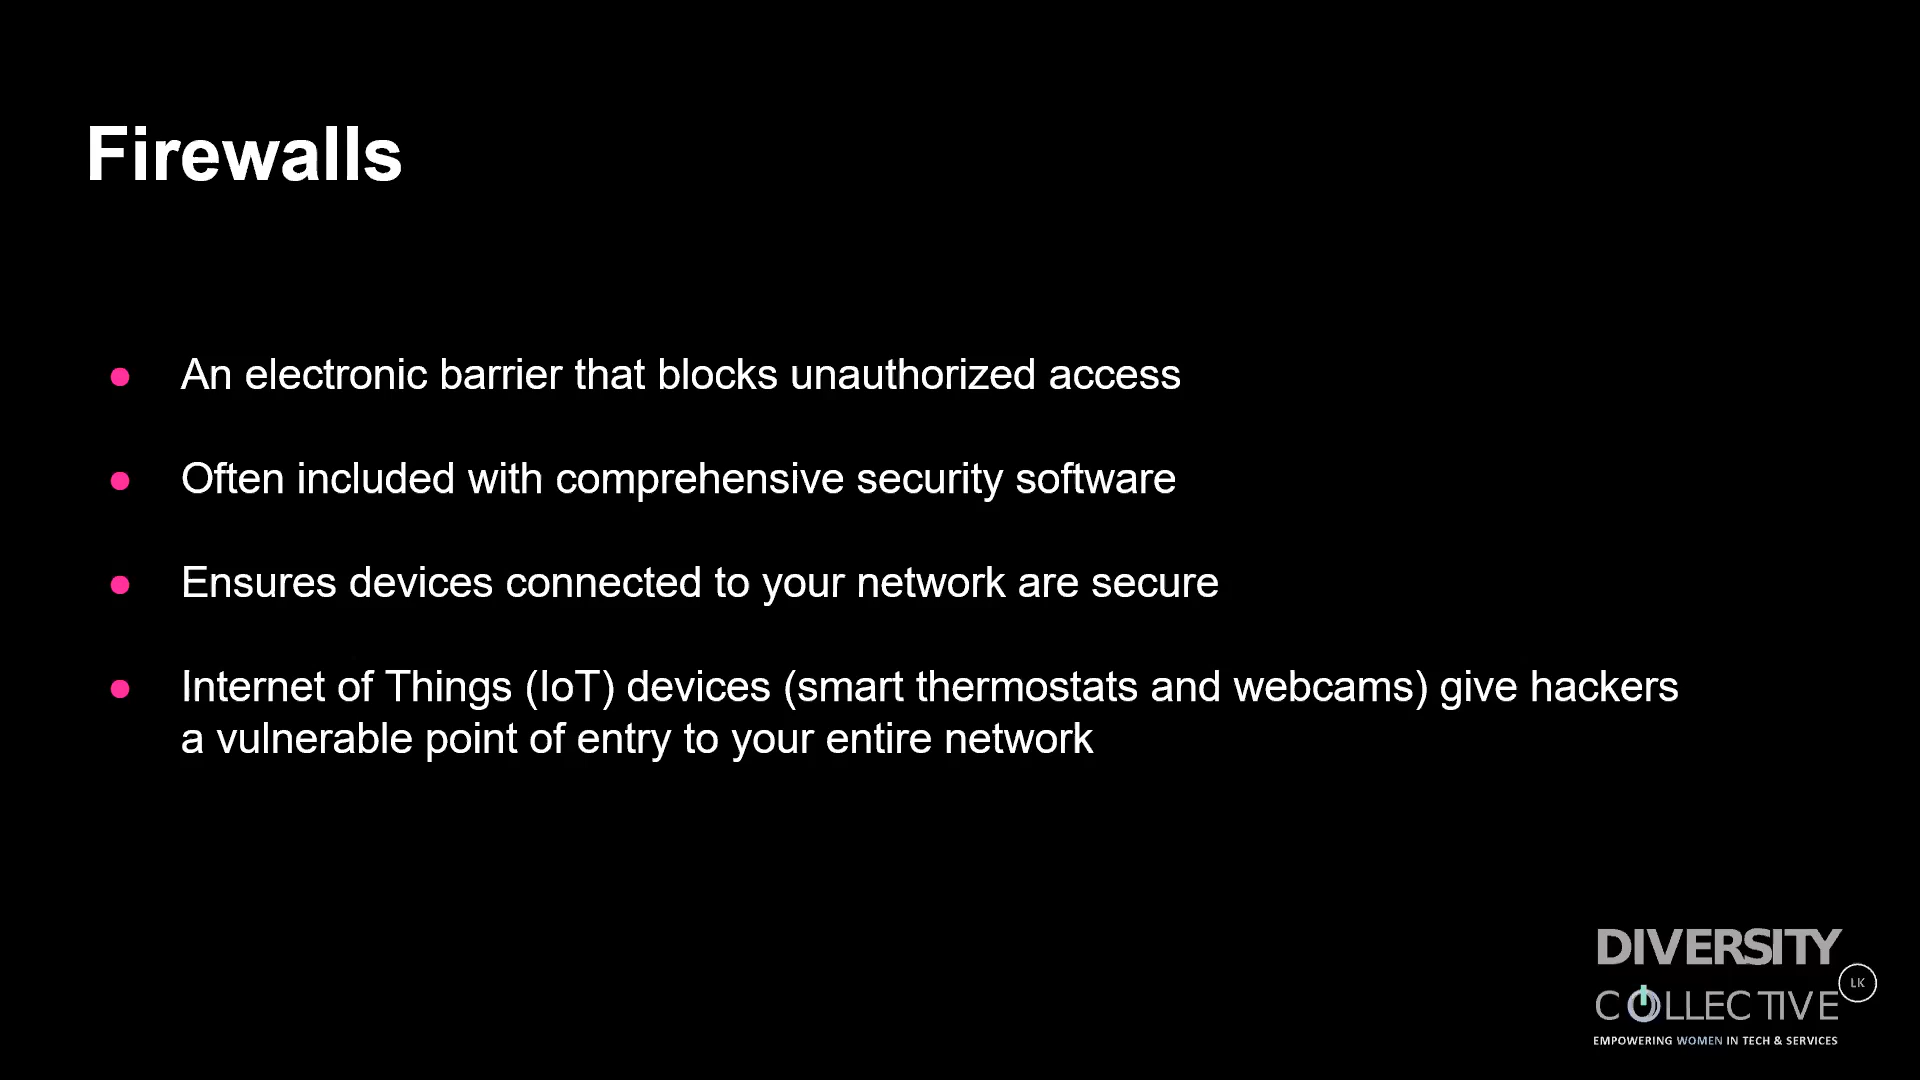 Firewalls
● An electronic barrier that blocks unauthorized access
● Often included with comprehensive security software
● Ensures devices connected to your network are secure
● Internet of Things (IoT) devices (smart thermostats and webcams) give hackers
a vulnerable point of entry to your entire network
DIVERSITY
COLLECTIVE
LK
EMPOWERING WOMEN IN TECH & SERVICES